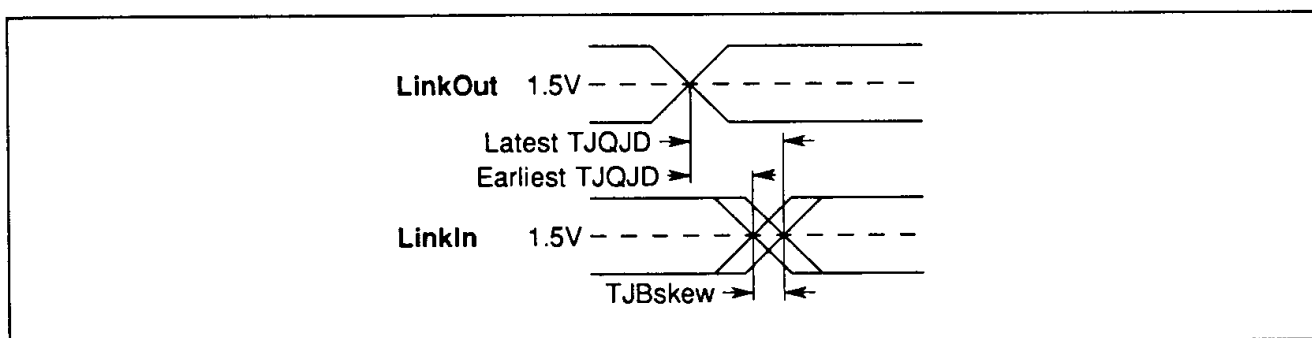 LinkOut 1.5V
Latest TJQJD
Earliest TJQJD
LinkIn 1.5V
TJBskew